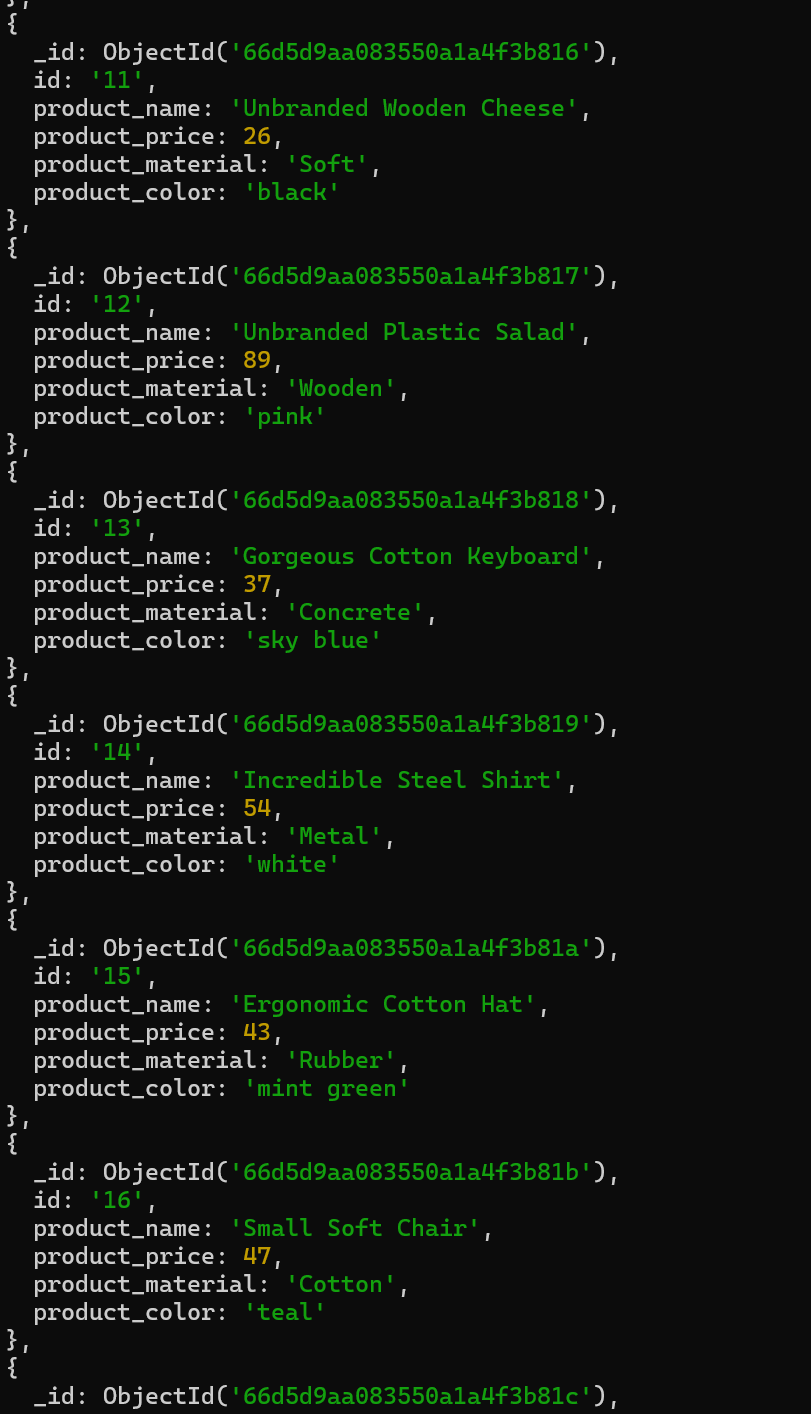 },
{
  _id: ObjectId('66d5d9aa083550a1a4f3b816'),
  id: '11',
  product_name: 'Unbranded Wooden Cheese',
  product_price: 26,
  product_material: 'Soft',
  product_color: 'black'
},
{
  _id: ObjectId('66d5d9aa083550a1a4f3b817'),
  id: '12',
  product_name: 'Unbranded Plastic Salad',
  product_price: 89,
  product_material: 'Wooden',
  product_color: 'pink'
},
{
  _id: ObjectId('66d5d9aa083550a1a4f3b818'),
  id: '13',
  product_name: 'Gorgeous Cotton Keyboard',
  product_price: 37,
  product_material: 'Concrete',
  product_color: 'sky blue'
},
{
  _id: ObjectId('66d5d9aa083550a1a4f3b819'),
  id: '14',
  product_name: 'Incredible Steel Shirt',
  product_price: 54,
  product_material: 'Metal',
  product_color: 'white'
},
{
  _id: ObjectId('66d5d9aa083550a1a4f3b81a'),
  id: '15',
  product_name: 'Ergonomic Cotton Hat',
  product_price: 43,
  product_material: 'Rubber',
  product_color: 'mint green'
},
{
  _id: ObjectId('66d5d9aa083550a1a4f3b81b'),
  id: '16',
  product_name: 'Small Soft Chair',
  product_price: 47,
  product_material: 'Cotton',
  product_color: 'teal'
},
{
  _id: ObjectId('66d5d9aa083550a1a4f3b81c'),